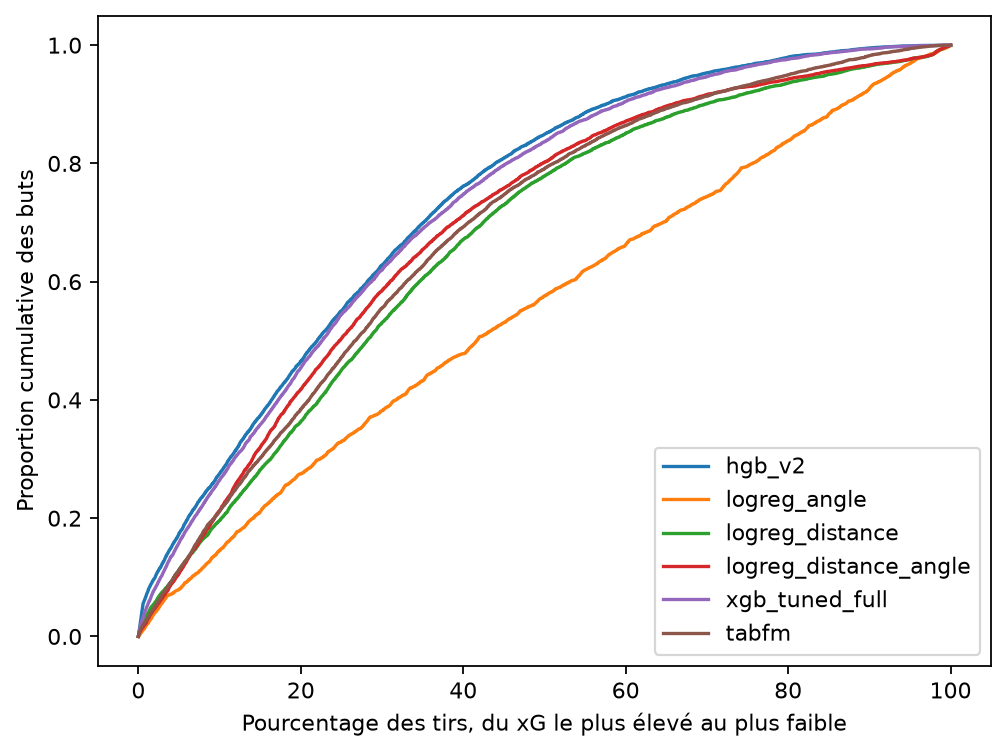 1.0
0.8
0.6
0.4
0.2
0.0
Proportion cumulative des buts
hgb_v2
logreg_angle
logreg_distance
logreg_distance_angle
xgb_tuned_full
tabfm
0 20 40 60 80 100
Pourcentage des tirs, du xG le plus élevé au plus faible